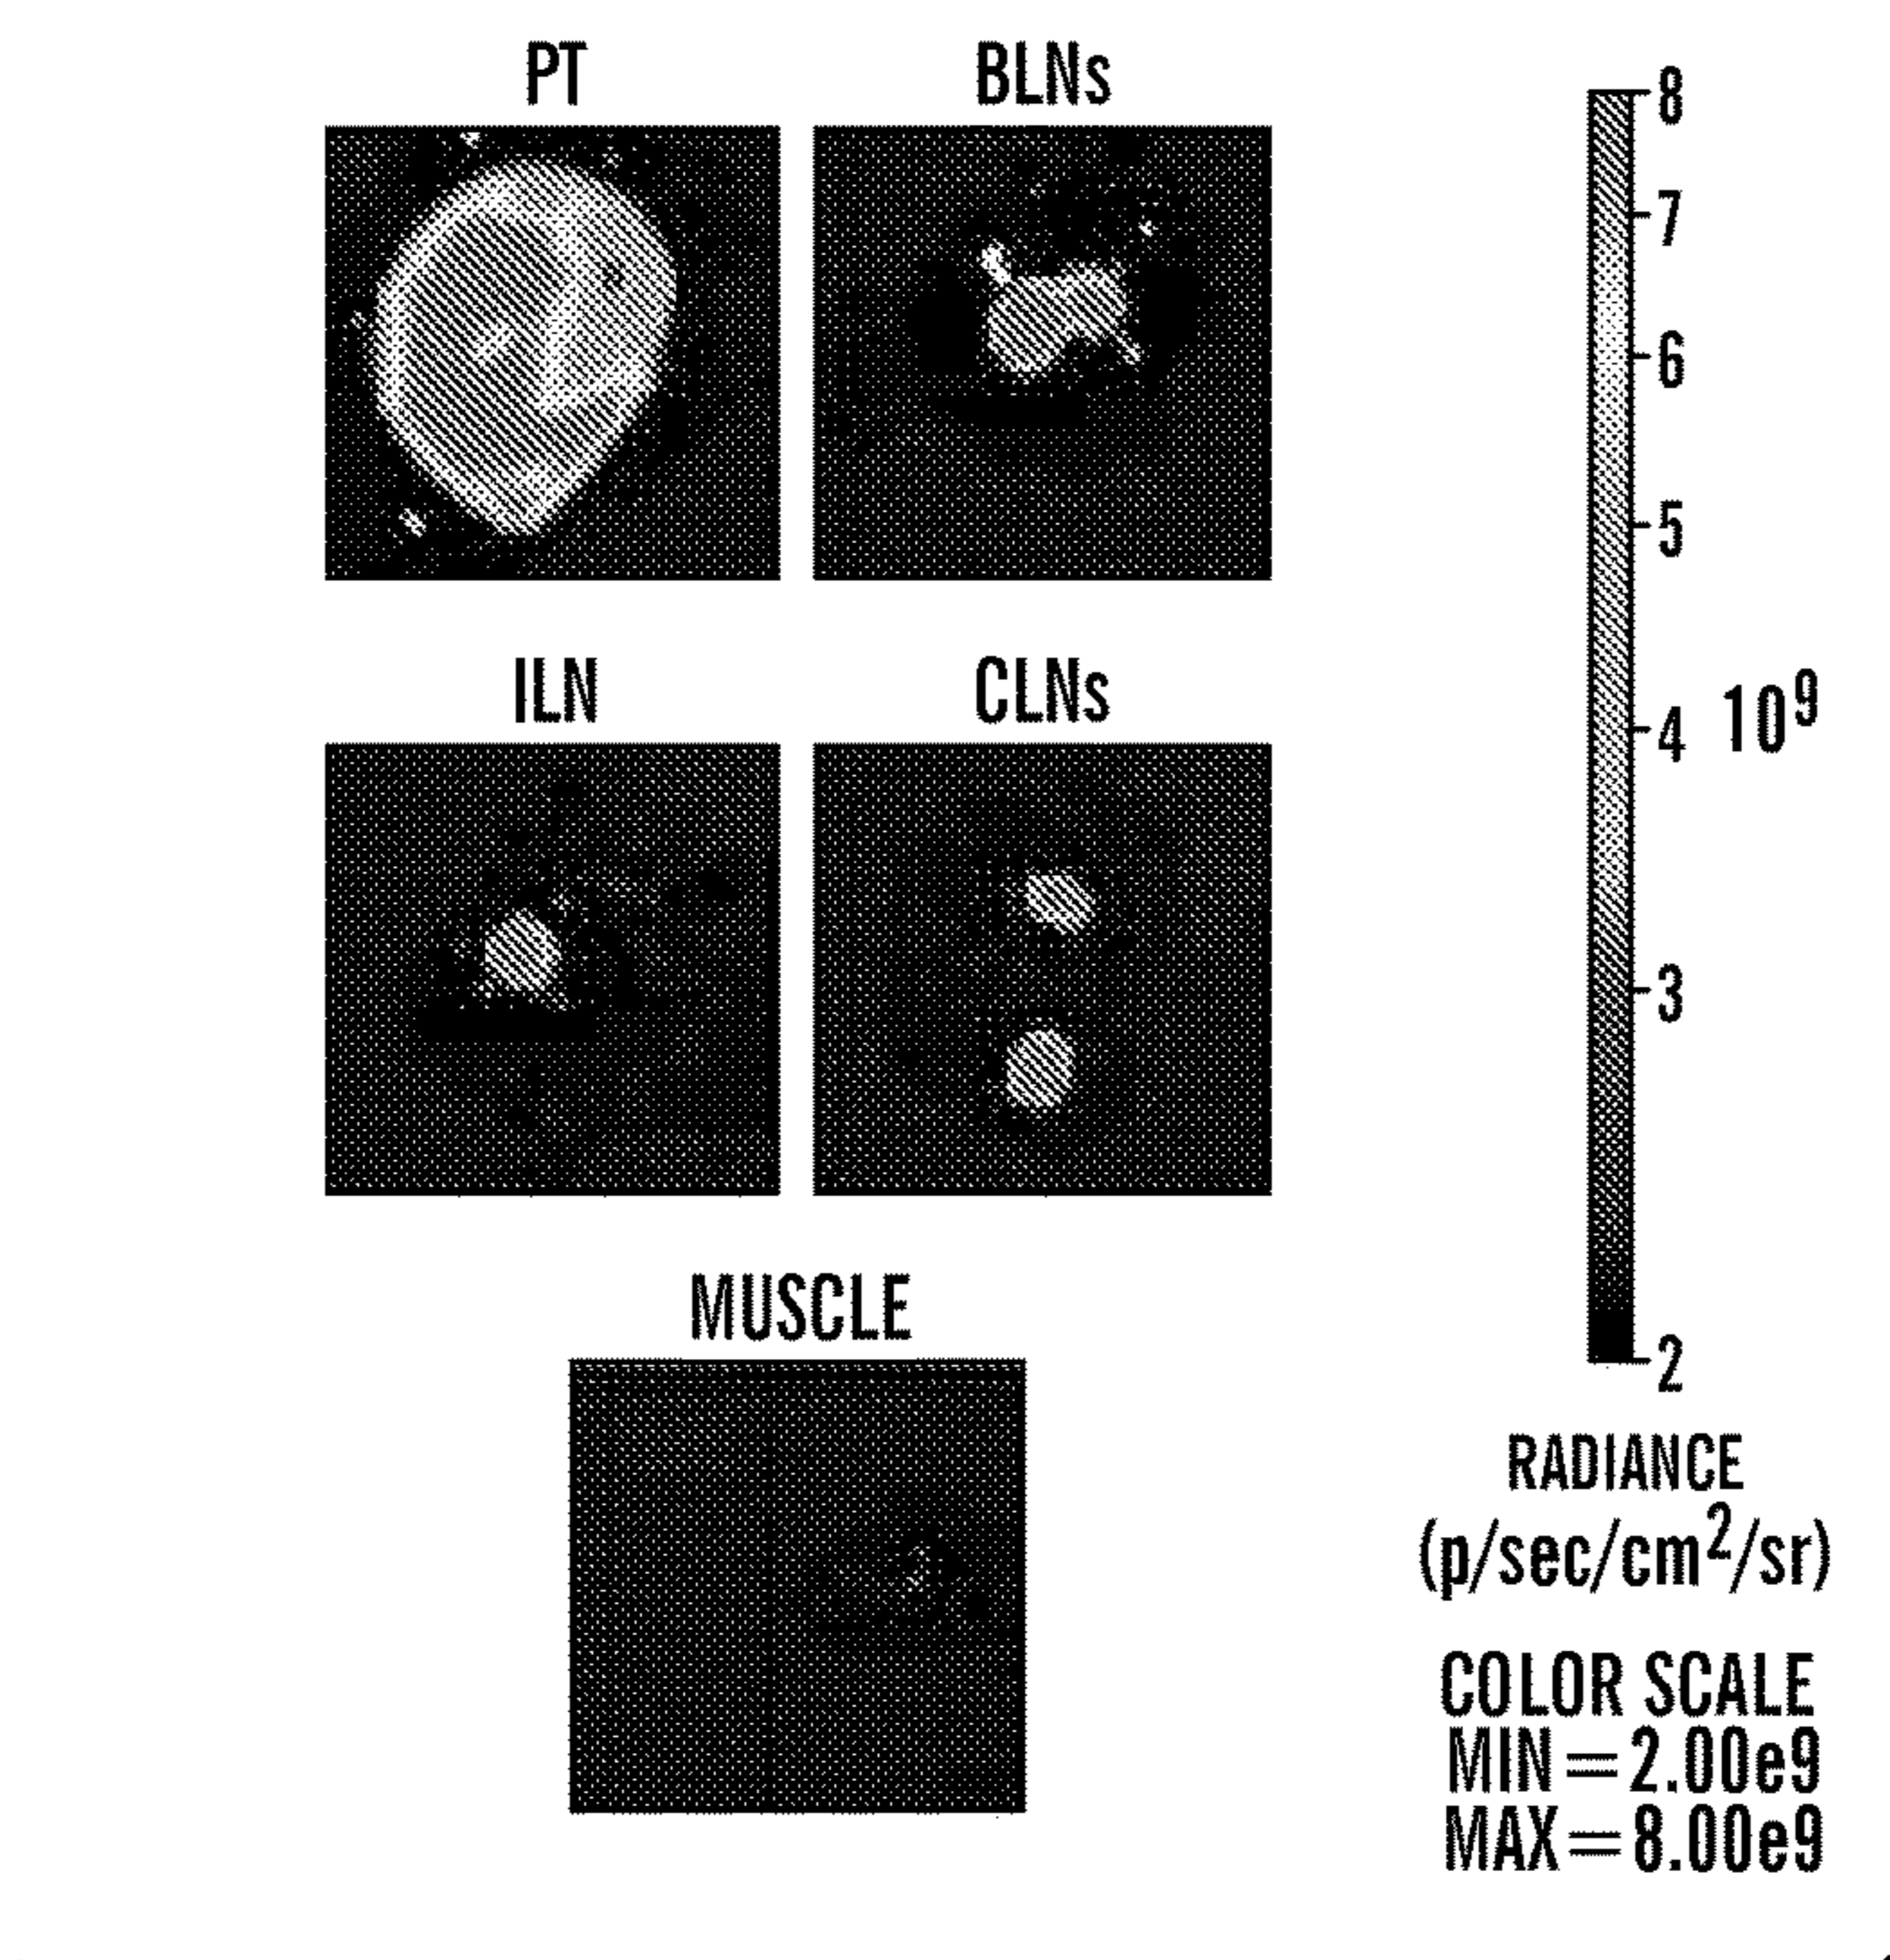 PT BLNs
ILN CLNs
MUSCLE
8
7
6
5
4 10⁹
3
2
RADIANCE
(p/sec/cm²/sr)
COLOR SCALE
MIN=2.00e9
MAX=8.00e9